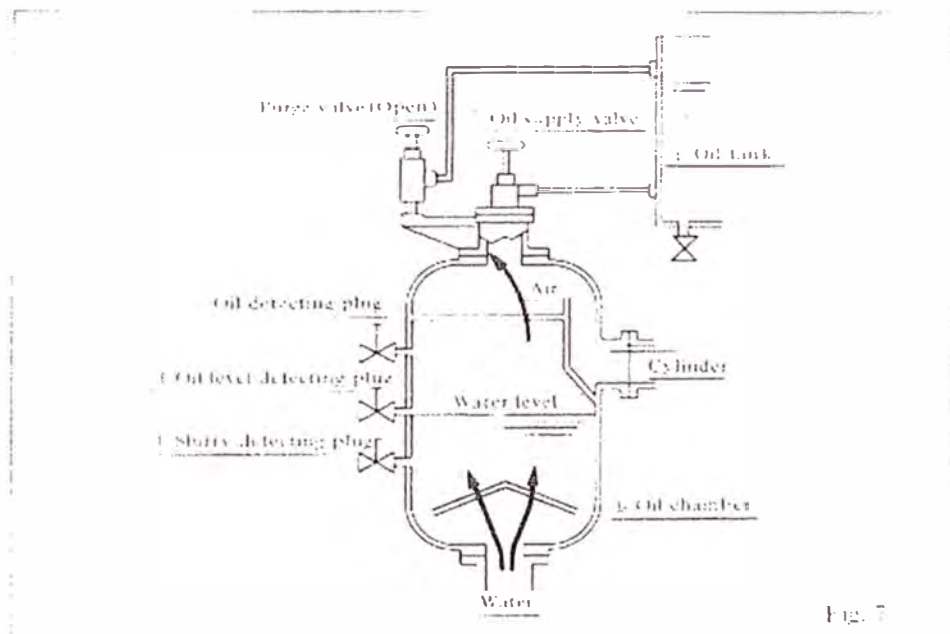 Purge valve (Open)
Oil supply valve
Oil tank
Air
Oil detecting plug
Cylinder
Oil level detecting plug
Water level
Slurry detecting plug
Oil chamber
Water
Fig. 7